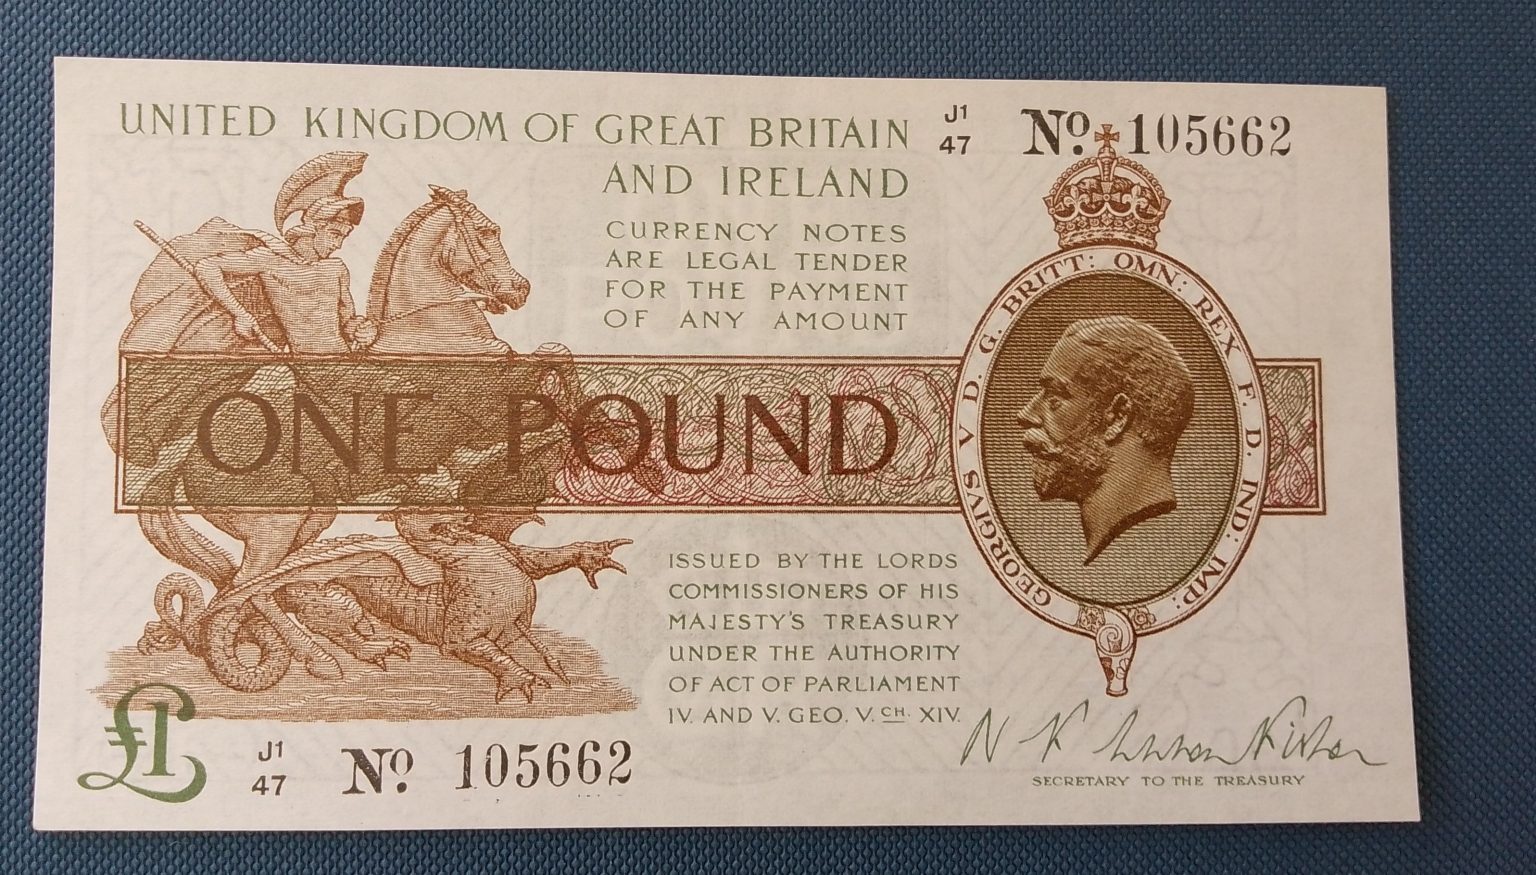 UNITED KINGDOM OF GREAT BRITAIN
AND IRELAND
J1
47
No. 105662
CURRENCY NOTES
ARE LEGAL TENDER
FOR THE PAYMENT
OF ANY AMOUNT
GEORGIVS V D. G. BRITT: OMN: REX F. D. IND: IMP:
ONE POUND
ISSUED BY THE LORDS
COMMISSIONERS OF HIS
MAJESTY'S TREASURY
UNDER THE AUTHORITY
OF ACT OF PARLIAMENT
IV. AND V. GEO. V. CH. XIV.
£1
J1
47
No. 105662
N K Warren Fisher
SECRETARY TO THE TREASURY